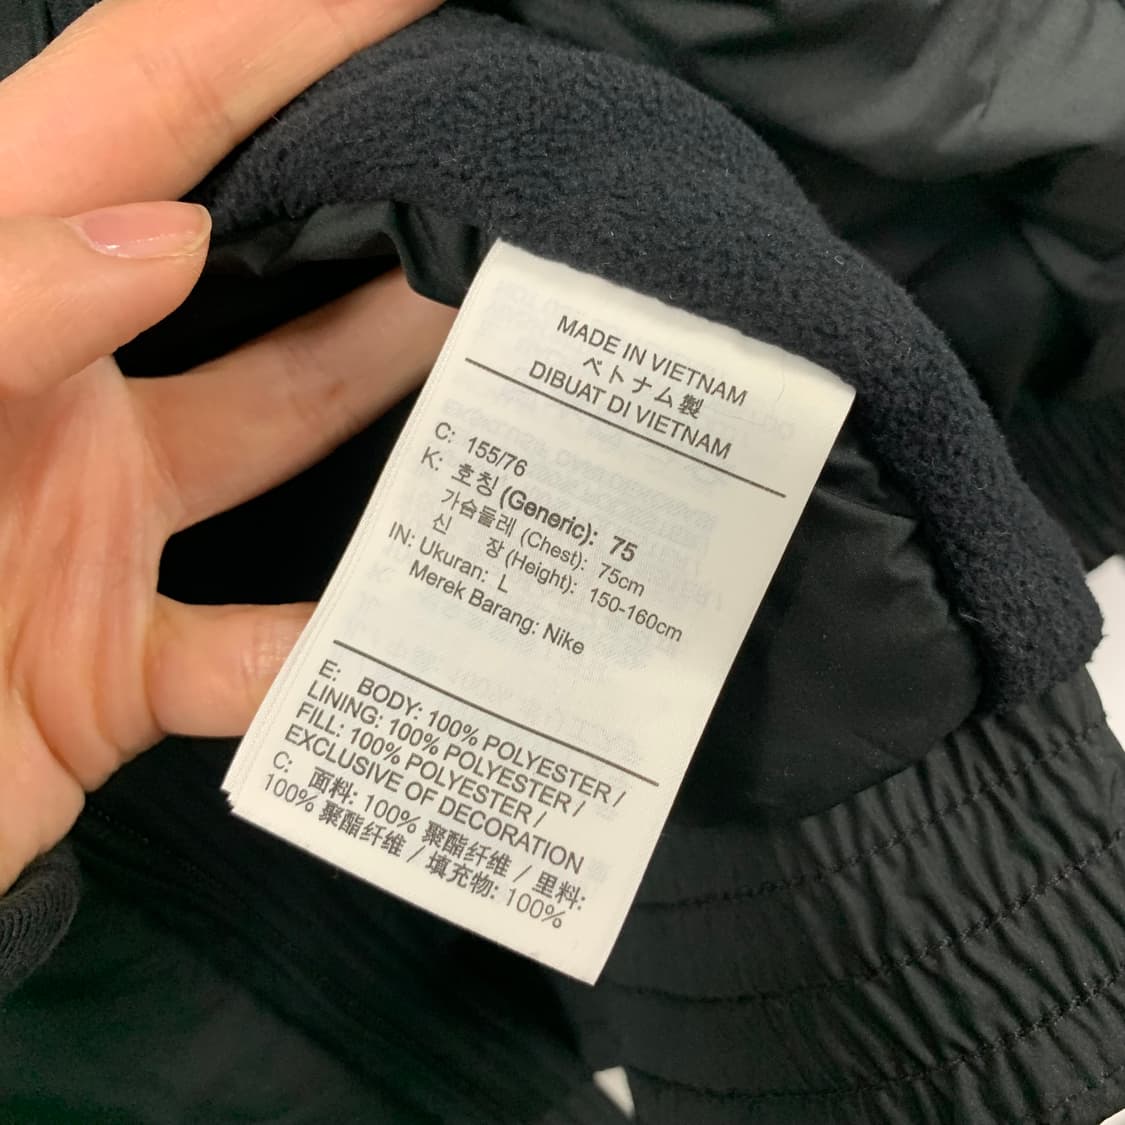 MADE IN VIETNAM
ベトナム製
DIBUAT DI VIETNAM
C: 155/76
K: 호칭 (Generic): 75
가슴둘레 (Chest): 75cm
신 장 (Height): 150-160cm
IN: Ukuran: L
Merek Barang: Nike
E: BODY: 100% POLYESTER /
LINING: 100% POLYESTER /
FILL: 100% POLYESTER /
EXCLUSIVE OF DECORATION
C: 面料: 100% 聚酯纤维 / 里料:
100% 聚酯纤维 / 填充物: 100%